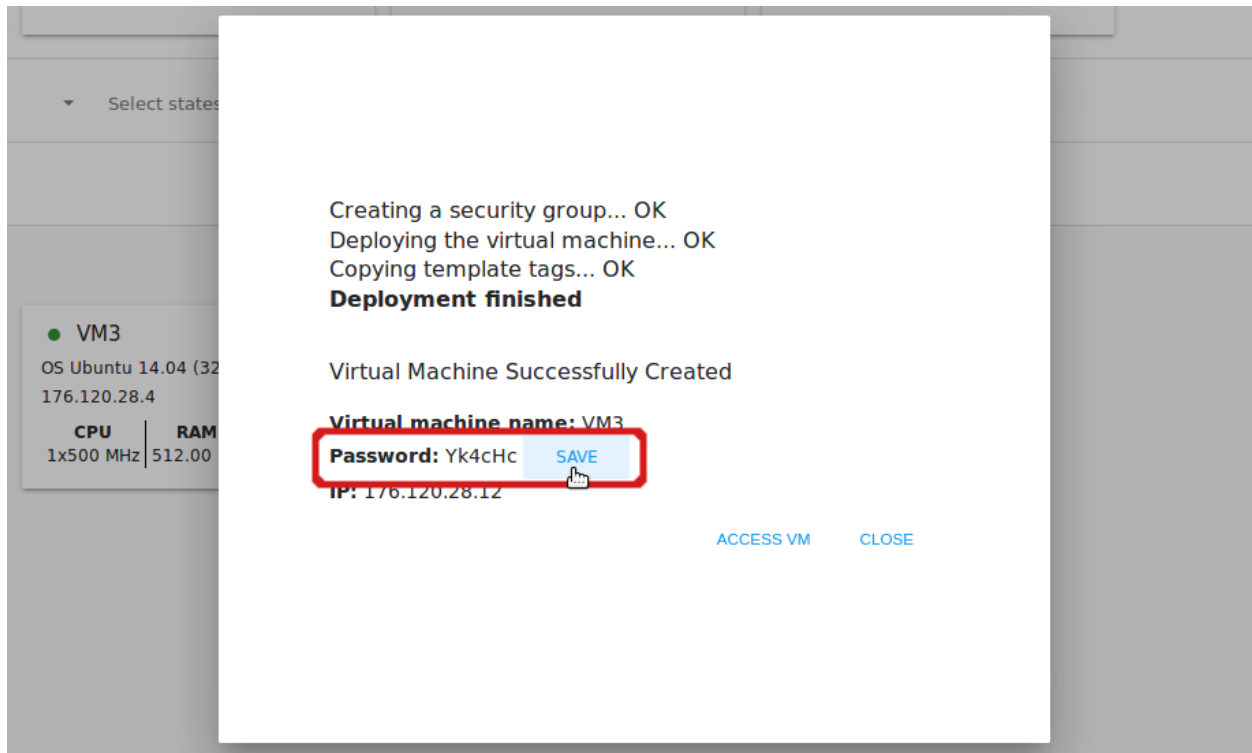 Select states
Creating a security group... OK
Deploying the virtual machine... OK
Copying template tags... OK
Deployment finished
VM3
OS Ubuntu 14.04 (32
176.120.28.4
CPU RAM
1x500 MHz 512.00
Virtual Machine Successfully Created
Virtual machine name: VM3
Password: Yk4cHc SAVE
IP: 176.120.28.12
ACCESS VM CLOSE